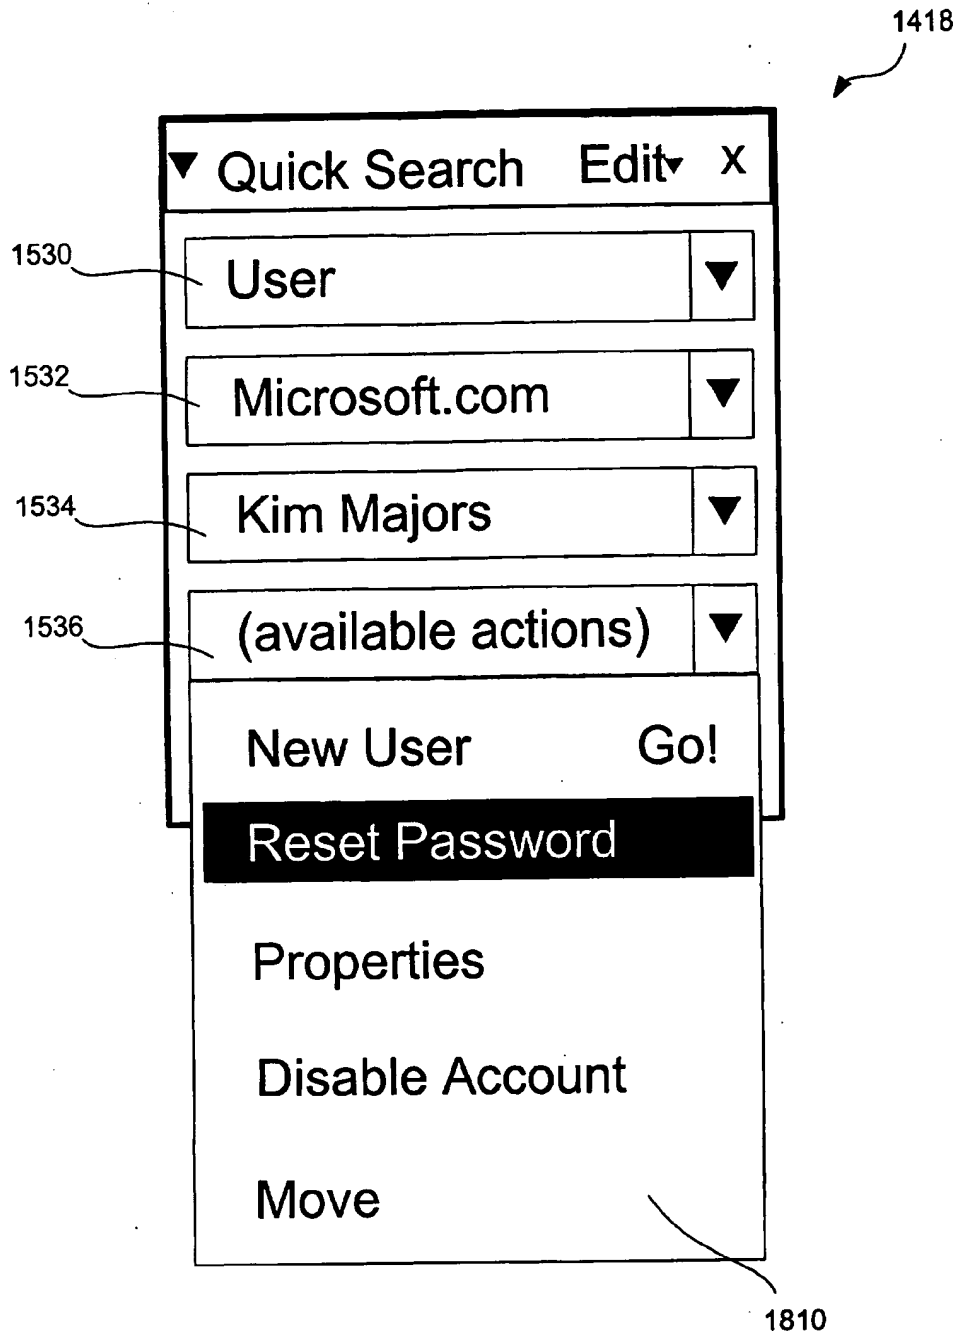 1418
Quick Search Edit x
1530
User
1532
Microsoft.com
1534
Kim Majors
1536
(available actions)
New User Go!
Reset Password
Properties
Disable Account
Move
1810